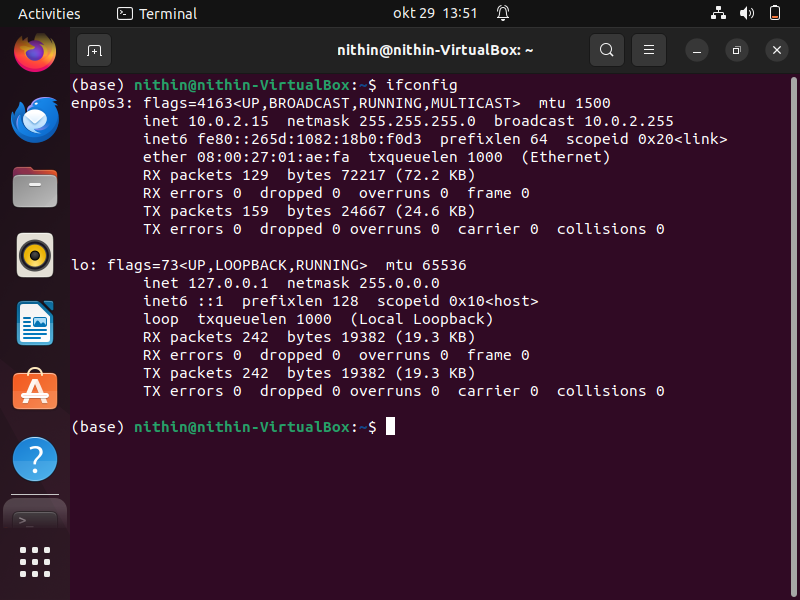 Activities Terminal okt 29 13:51
nithin@nithin-VirtualBox: ~
(base) nithin@nithin-VirtualBox:~$ ifconfig
enp0s3: flags=4163<UP,BROADCAST,RUNNING,MULTICAST>  mtu 1500
        inet 10.0.2.15  netmask 255.255.255.0  broadcast 10.0.2.255
        inet6 fe80::265d:1082:18b0:f0d3  prefixlen 64  scopeid 0x20<link>
        ether 08:00:27:01:ae:fa  txqueuelen 1000  (Ethernet)
        RX packets 129  bytes 72217 (72.2 KB)
        RX errors 0  dropped 0  overruns 0  frame 0
        TX packets 159  bytes 24667 (24.6 KB)
        TX errors 0  dropped 0 overruns 0  carrier 0  collisions 0
lo: flags=73<UP,LOOPBACK,RUNNING>  mtu 65536
        inet 127.0.0.1  netmask 255.0.0.0
        inet6 ::1  prefixlen 128  scopeid 0x10<host>
        loop  txqueuelen 1000  (Local Loopback)
        RX packets 242  bytes 19382 (19.3 KB)
        RX errors 0  dropped 0  overruns 0  frame 0
        TX packets 242  bytes 19382 (19.3 KB)
        TX errors 0  dropped 0 overruns 0  carrier 0  collisions 0
(base) nithin@nithin-VirtualBox:~$